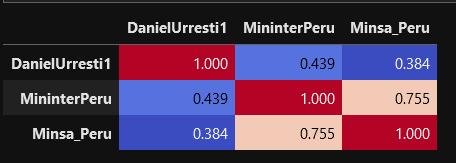 DanielUrresti1 MininterPeru Minsa_Peru
DanielUrresti1 1.000 0.439 0.384
MininterPeru 0.439 1.000 0.755
Minsa_Peru 0.384 0.755 1.000